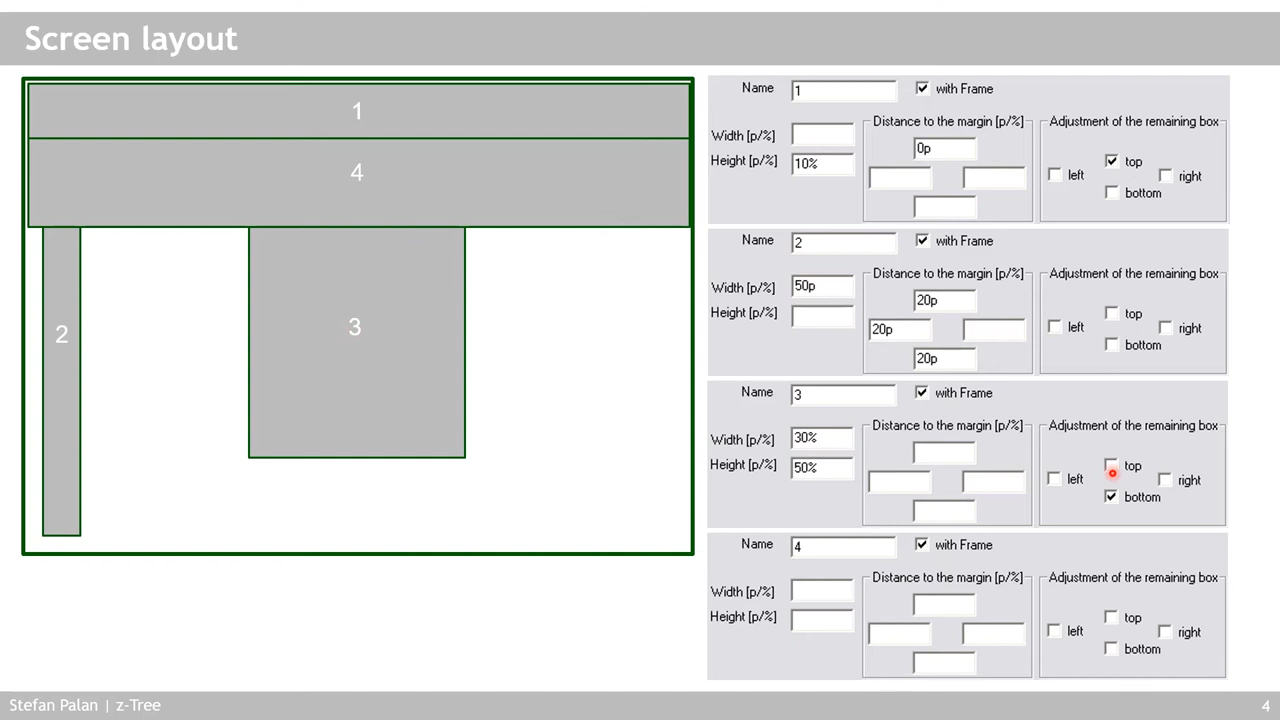 Screen layout
1
4
2
3
Name 1 with Frame
Width [p/%]
Height [p/%] 10%
Distance to the margin [p/%]
0p
Adjustment of the remaining box
top
left right
bottom
Name 2 with Frame
Width [p/%] 50p
Height [p/%]
Distance to the margin [p/%]
20p
20p
20p
Adjustment of the remaining box
top
left right
bottom
Name 3 with Frame
Width [p/%] 30%
Height [p/%] 50%
Distance to the margin [p/%]
Adjustment of the remaining box
top
left right
bottom
Name 4 with Frame
Width [p/%]
Height [p/%]
Distance to the margin [p/%]
Adjustment of the remaining box
top
left right
bottom
Stefan Palan | z-Tree
4